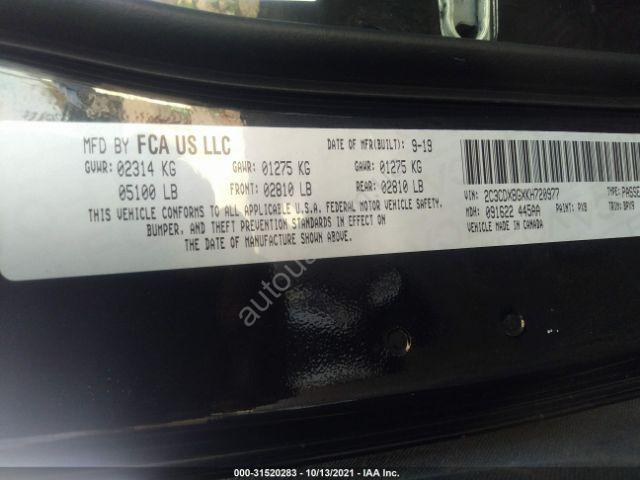 MFD BY FCA US LLC DATE OF MFR(BUILT): 9-19
GVWR: 02314 KG GAWR: 01275 KG GAWR: 01275 KG
05100 LB FRONT: 02810 LB REAR: 02810 LB
THIS VEHICLE CONFORMS TO ALL APPLICABLE U.S.A. FEDERAL MOTOR VEHICLE SAFETY,
BUMPER, AND THEFT PREVENTION STANDARDS IN EFFECT ON
THE DATE OF MANUFACTURE SHOWN ABOVE.
VIN: 2C3CDXBGXKH720977 TYPE:
MDH: 091622 445AA PAINT: PX8 TRIM:
VEHICLE MADE IN CANADA
000-31520283 - 10/13/2021 - IAA Inc.